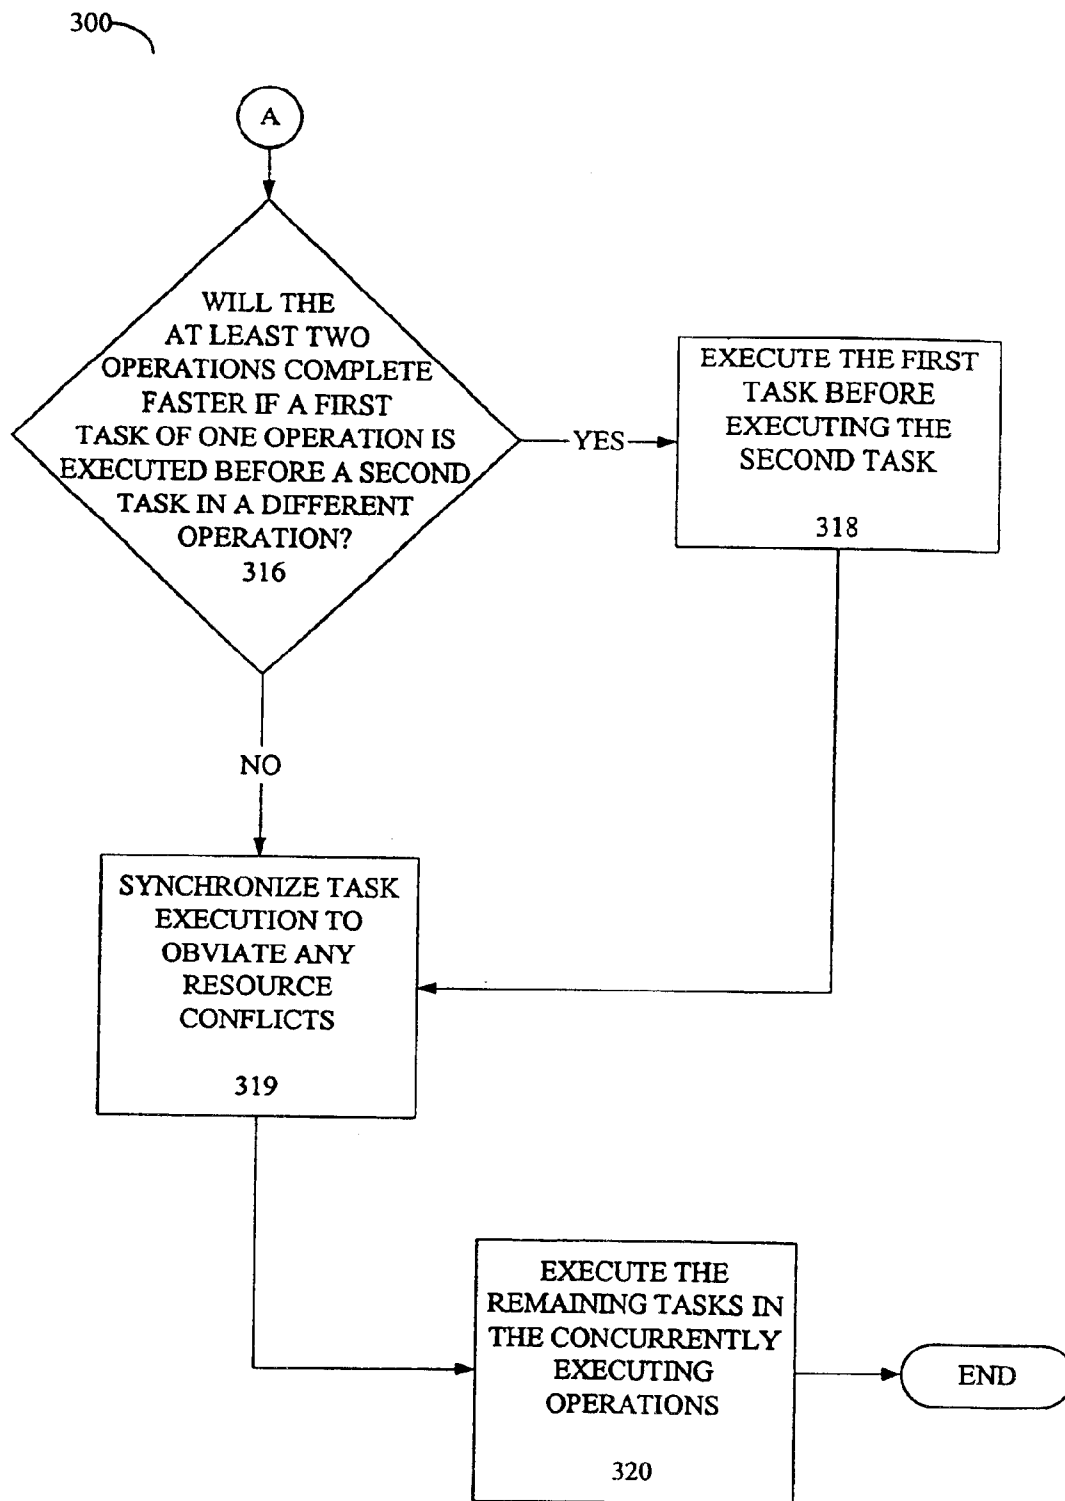 300
A
WILL THE
AT LEAST TWO
OPERATIONS COMPLETE
FASTER IF A FIRST
TASK OF ONE OPERATION IS
EXECUTED BEFORE A SECOND
TASK IN A DIFFERENT
OPERATION?
316
YES
EXECUTE THE FIRST
TASK BEFORE
EXECUTING THE
SECOND TASK
318
NO
SYNCHRONIZE TASK
EXECUTION TO
OBVIATE ANY
RESOURCE
CONFLICTS
319
EXECUTE THE
REMAINING TASKS IN
THE CONCURRENTLY
EXECUTING
OPERATIONS
320
END